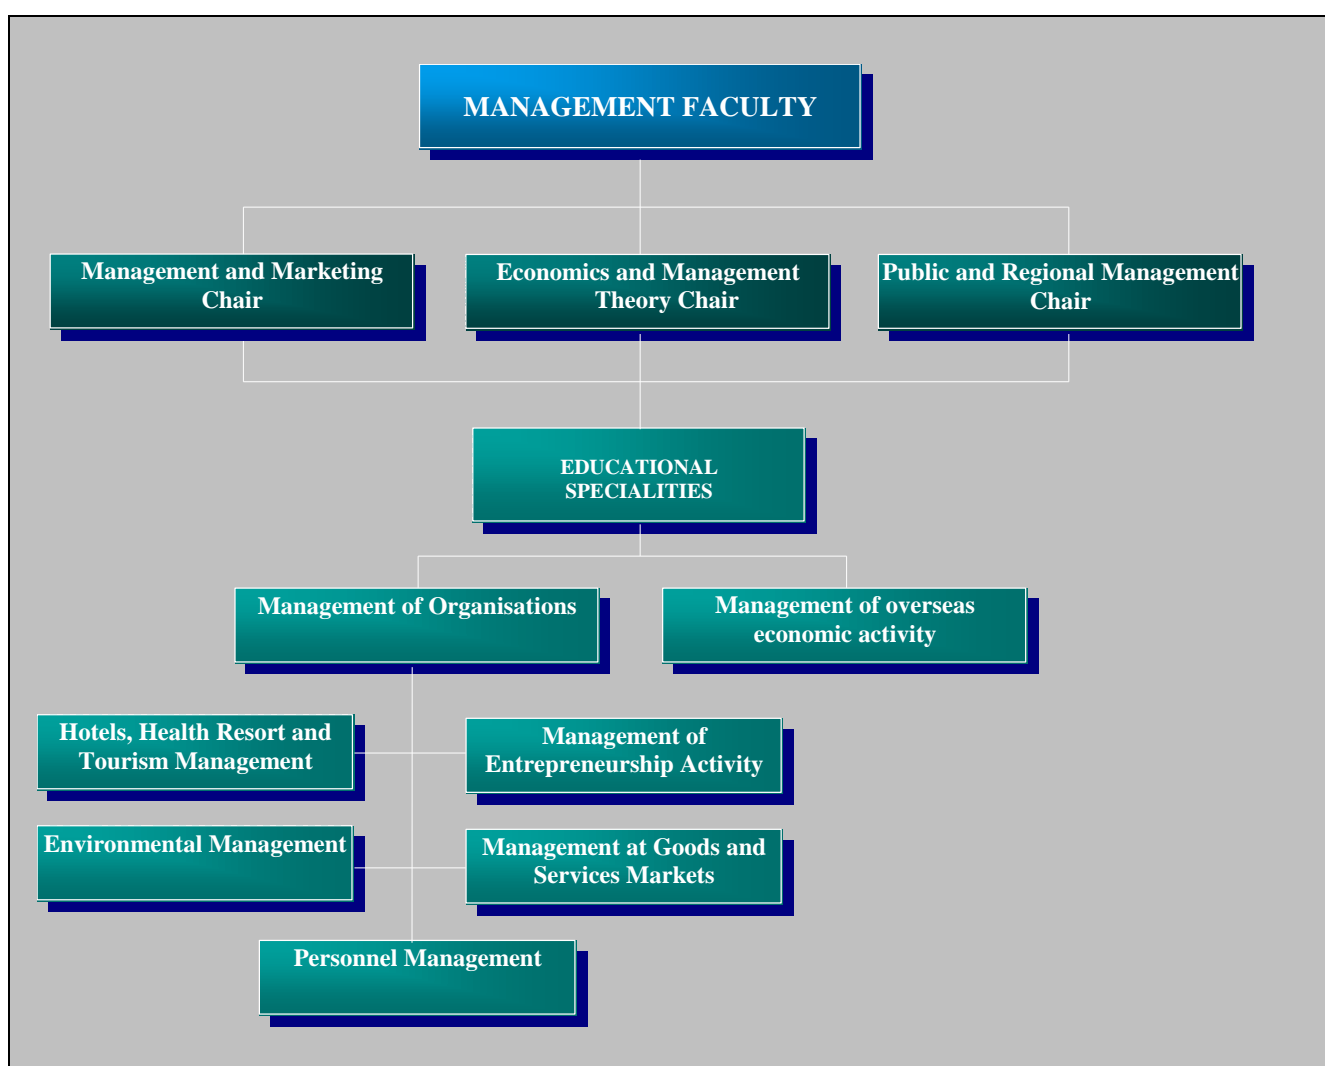 MANAGEMENT FACULTY
Management and Marketing
Chair
Economics and Management
Theory Chair
Public and Regional Management
Chair
EDUCATIONAL
SPECIALITIES
Management of Organisations
Management of overseas
economic activity
Hotels, Health Resort and
Tourism Management
Management of
Entrepreneurship Activity
Environmental Management
Management at Goods and
Services Markets
Personnel Management